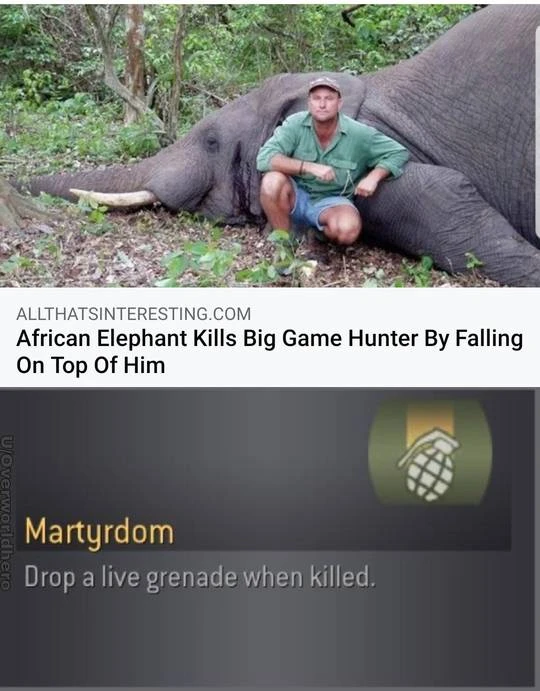 ALLTHATSINTERESTING.COM
African Elephant Kills Big Game Hunter By Falling
On Top Of Him
Martyrdom
Drop a live grenade when killed.
u/Overworldhero